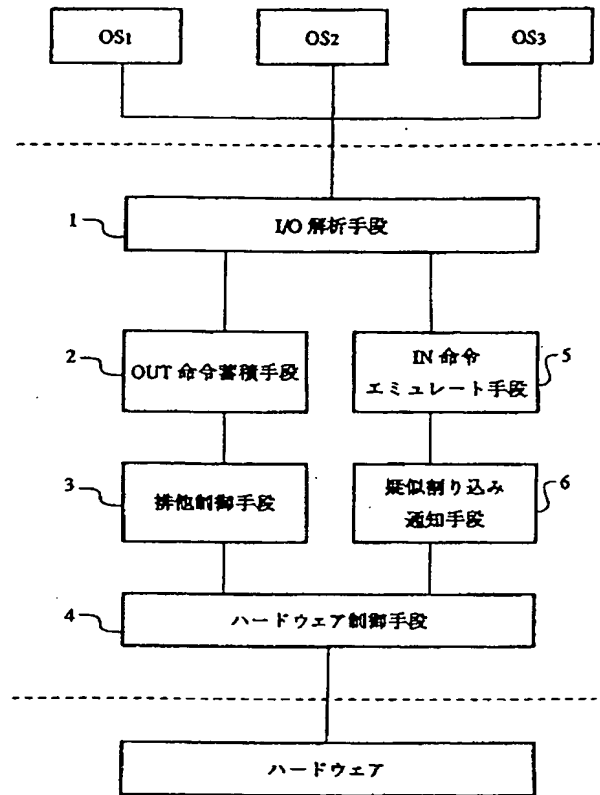 OS1
OS2
OS3
1
I/O 解析手段
2
OUT 命令蓄積手段
IN 命令
エミュレート手段
5
3
排他制御手段
疑似割り込み
通知手段
6
4
ハードウェア制御手段
ハードウェア